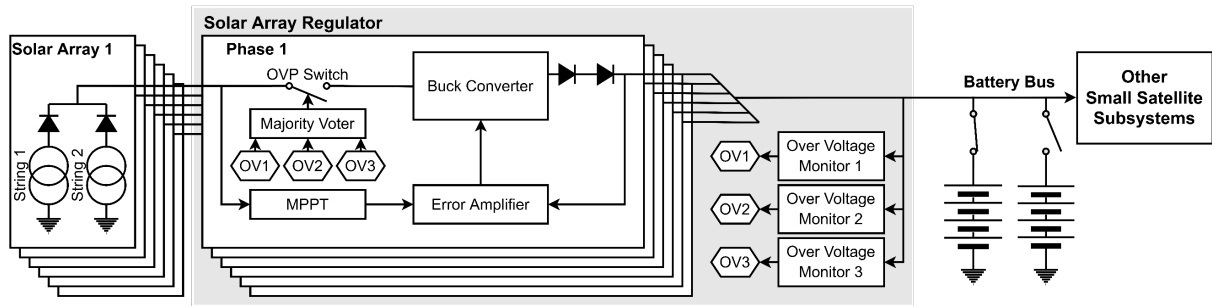 Solar Array Regulator
Solar Array 1
Phase 1
OVP Switch
Buck Converter
Majority Voter
OV1
OV2
OV3
MPPT
Error Amplifier
String 1
String 2
Over Voltage
Monitor 1
OV1
Over Voltage
Monitor 2
OV2
Over Voltage
Monitor 3
OV3
Battery Bus
Other
Small Satellite
Subsystems